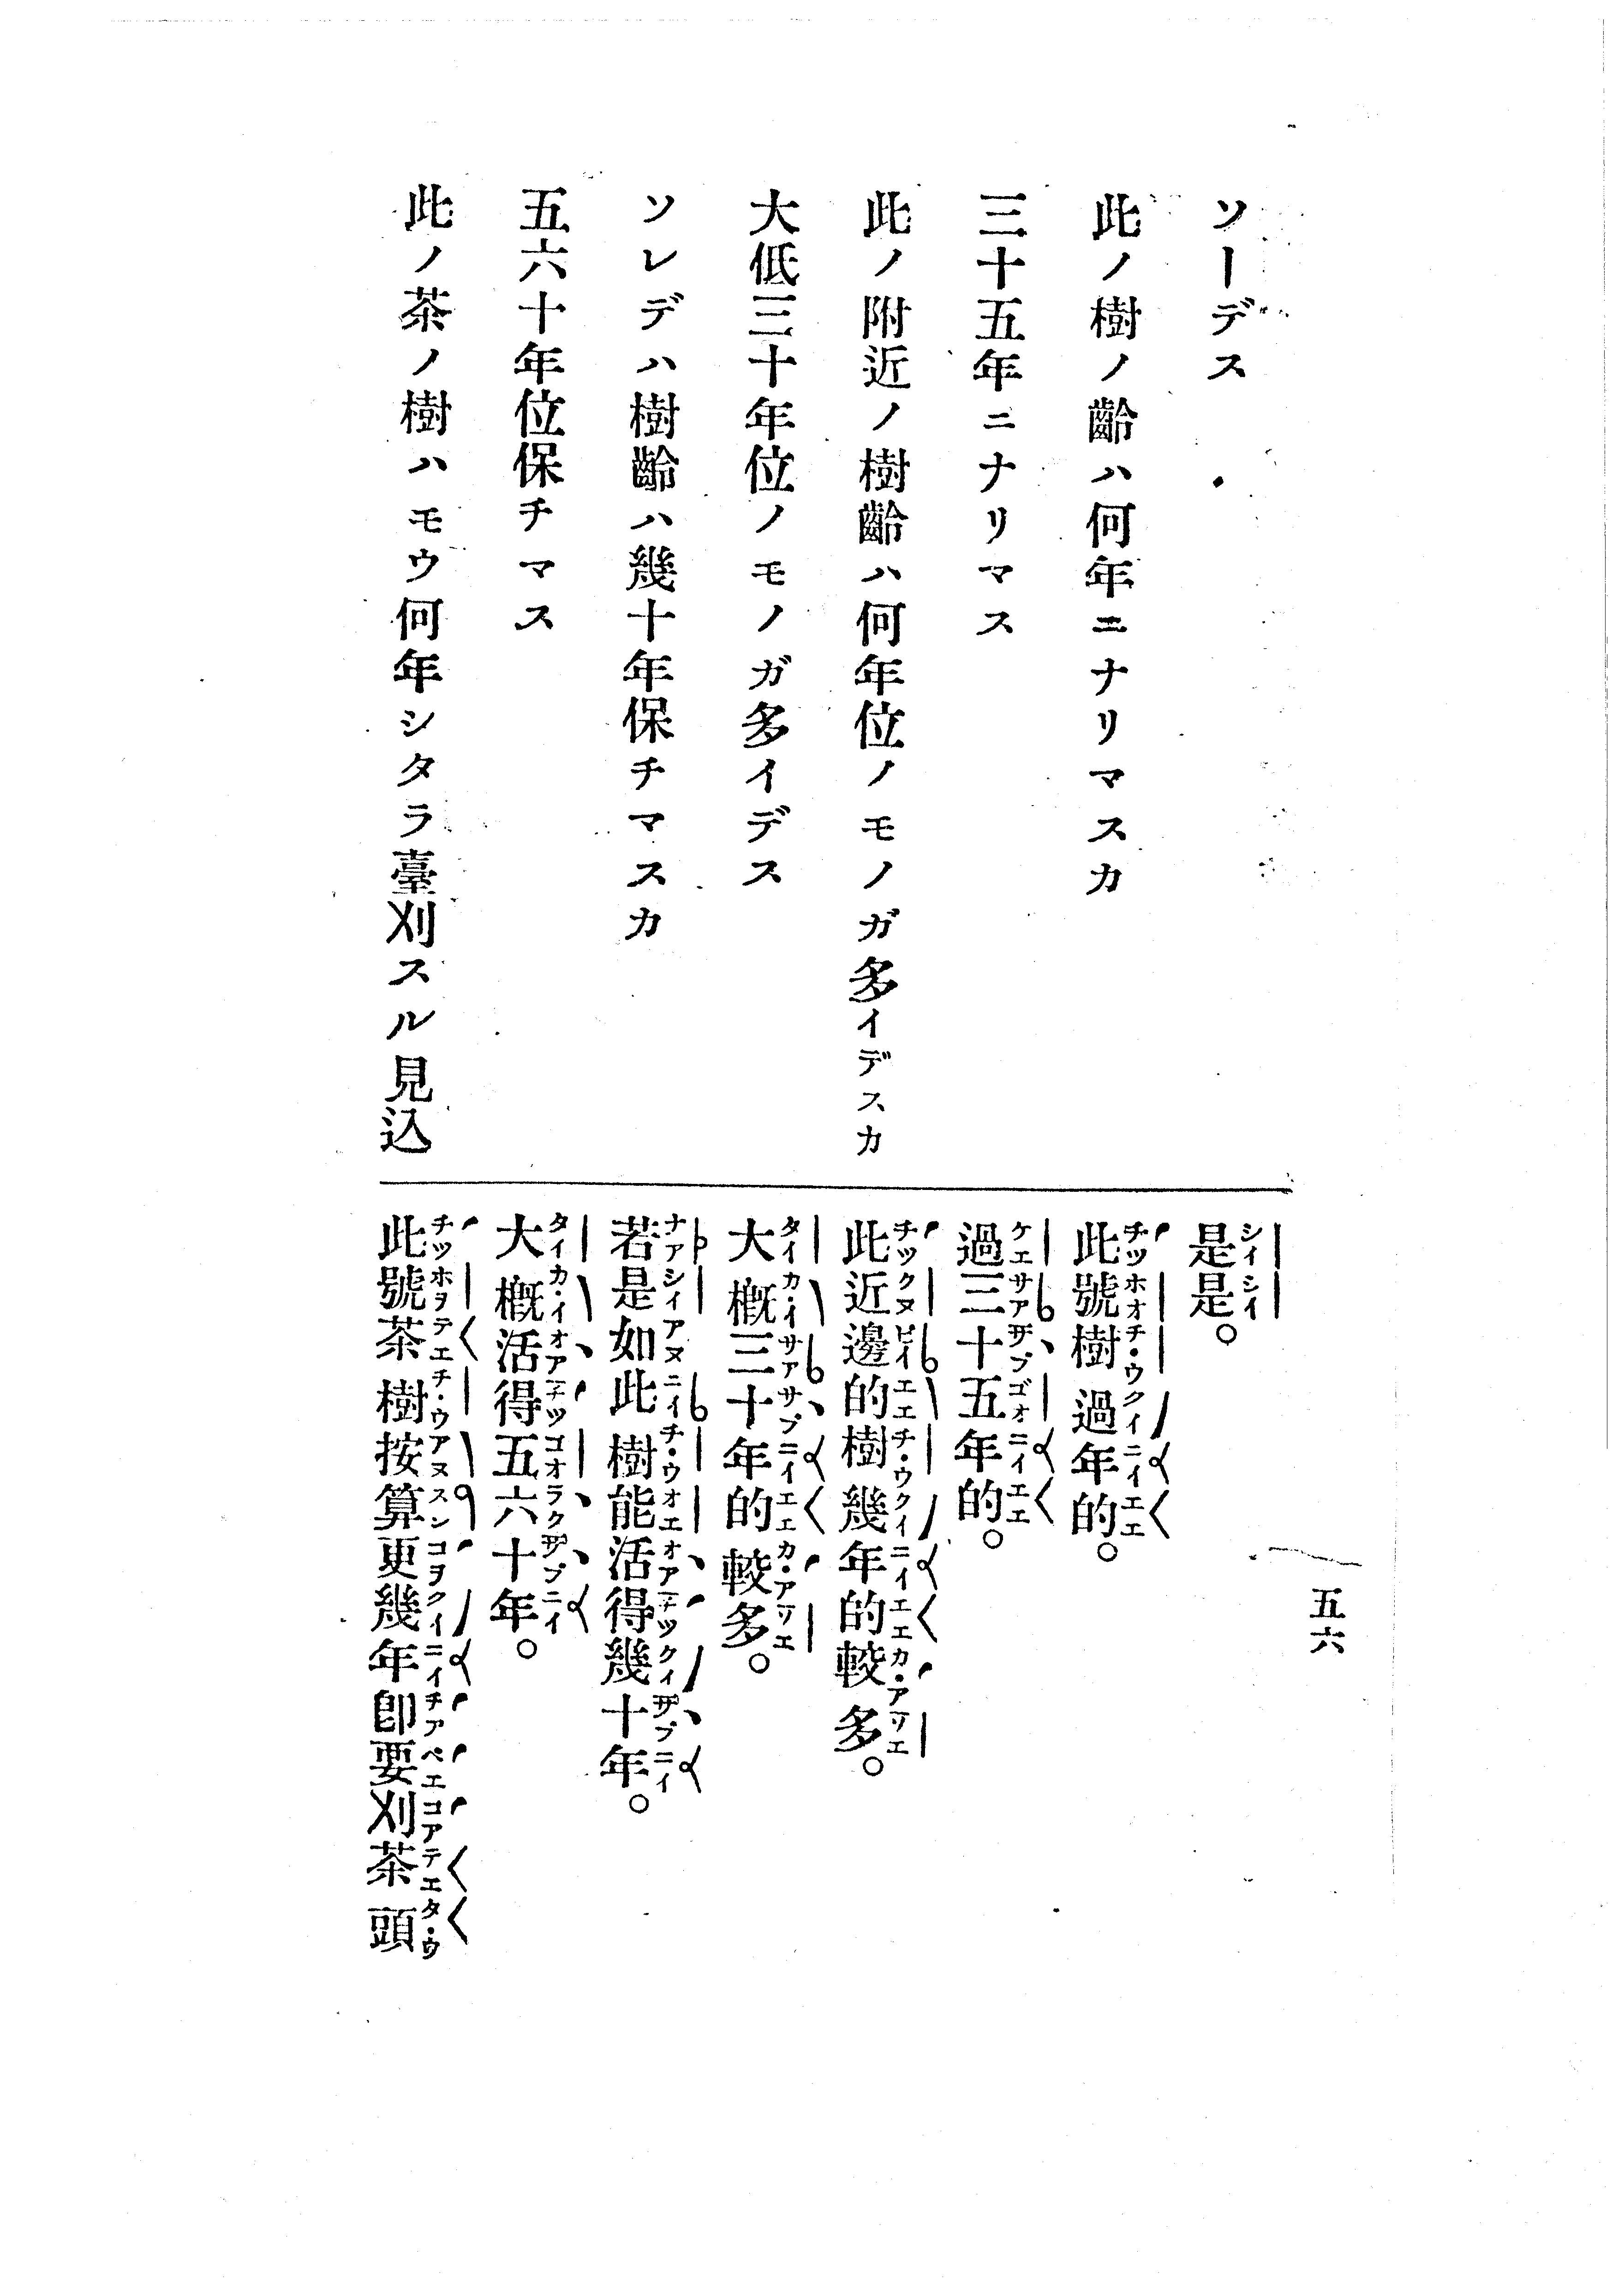 五六
ソーデス
此ノ樹ノ齡ハ何年ニナリマスカ
三十五年ニナリマス
此ノ附近ノ樹齡ハ何年位ノモノガ多イデスカ
大低三十年位ノモノガ多イデス
ソレデハ樹齡ハ幾十年保チマスカ
五六十年位保チマス
此ノ茶ノ樹ハモウ何年シタラ臺刈スル見込
是是。
此號樹過年的。
過三十五年的。
此近邊的樹幾年的較多。
大概三十年的較多。
若是如此樹能活得幾十年。
大概活得五六十年。
此號茶樹按算更幾年卽要刈茶頭